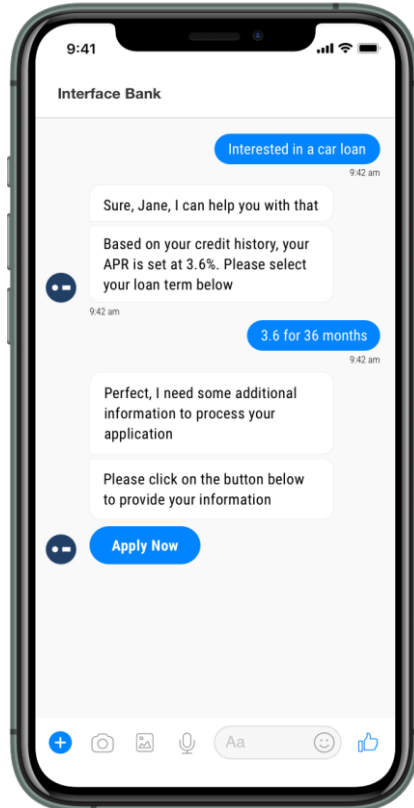 9:41
Interface Bank
Interested in a car loan
9:42 am
Sure, Jane, I can help you with that
Based on your credit history, your
APR is set at 3.6%. Please select
your loan term below
9:42 am
3.6 for 36 months
9:42 am
Perfect, I need some additional
information to process your
application
Please click on the button below
to provide your information
Apply Now
Aa